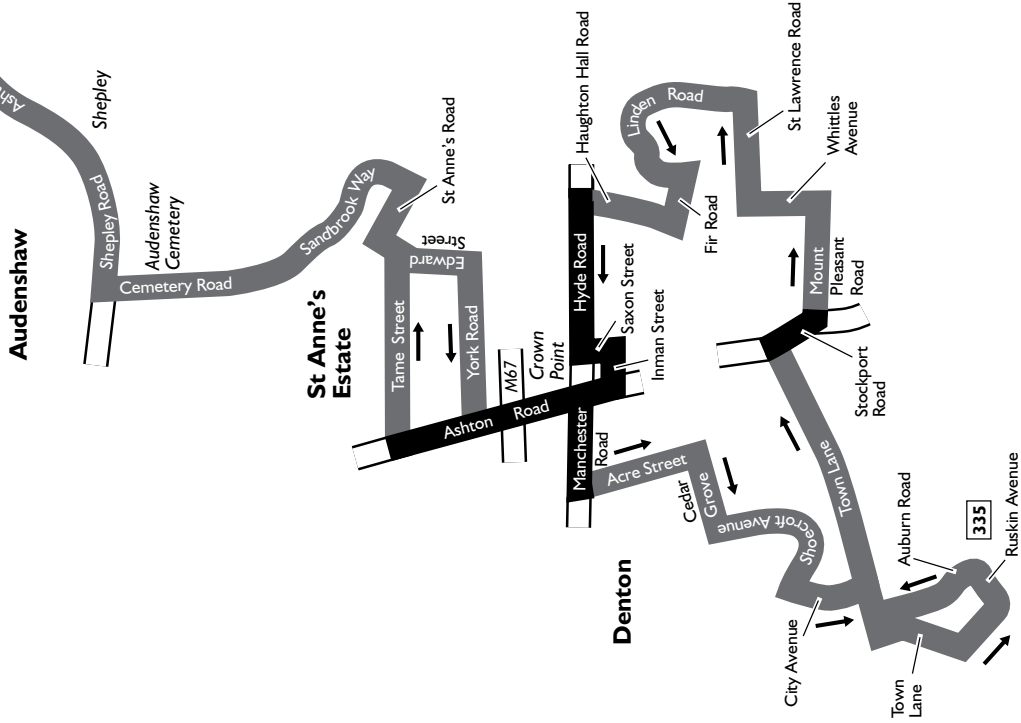 Audenshaw
Ash
Shepley
Shepley Road
Audenshaw
Cemetery
Cemetery Road
Sandbrook Way
St Anne's Road
St Anne's
Estate
Edward
Street
Tame Street
York Road
M67
Crown
Point
Ashton Road
Haughton Hall Road
Hyde Road
Saxon Street
Inman Street
Linden Road
Fir Road
St Lawrence Road
Whittles
Avenue
Mount
Pleasant
Road
Stockport
Road
Manchester
Road
Acre Street
Cedar
Grove
Shoecroft Avenue
Denton
City Avenue
Town Lane
Auburn Road
335
Ruskin Avenue
Town
Lane